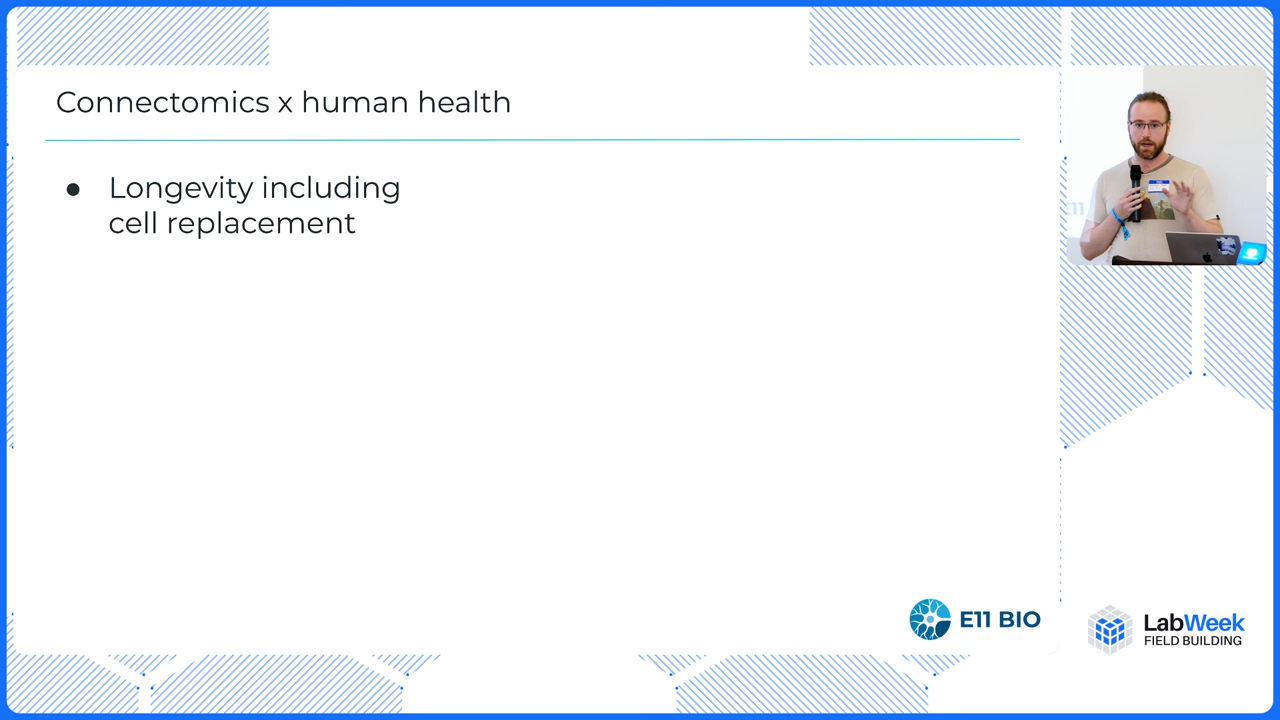 Connectomics x human health
● Longevity including
cell replacement
E11 BIO
LabWeek
FIELD BUILDING